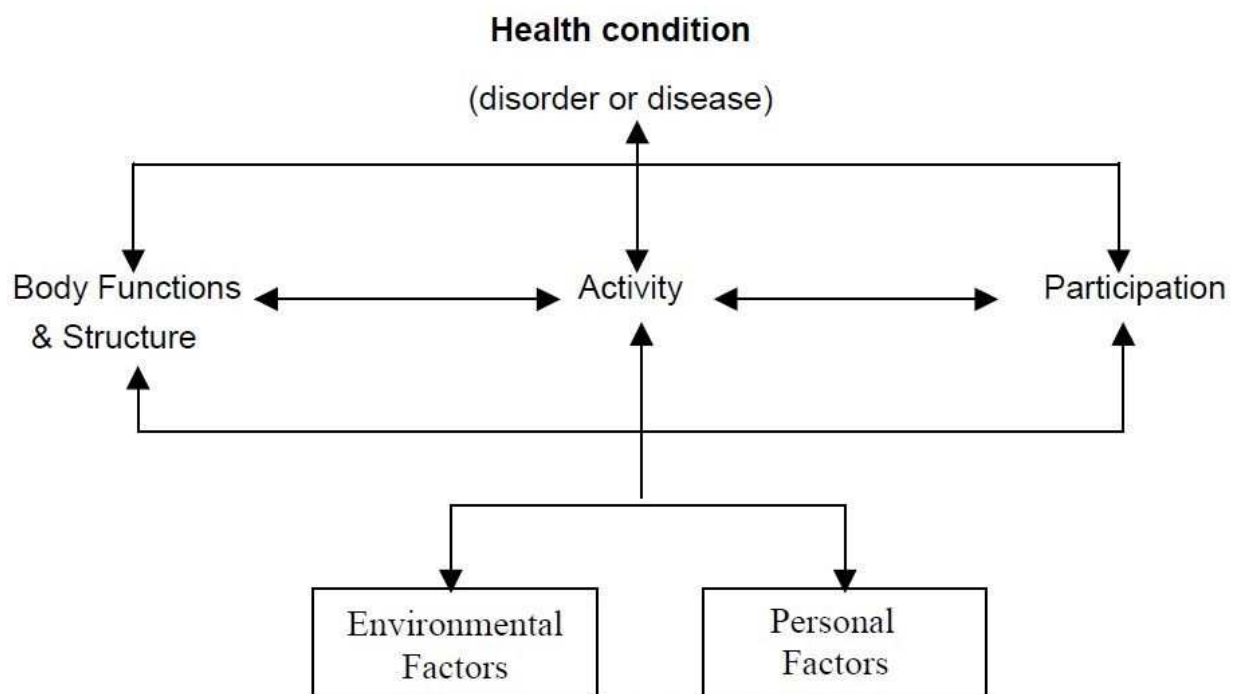 Health condition
(disorder or disease)
Body Functions
& Structure
Activity
Participation
Environmental
Factors
Personal
Factors